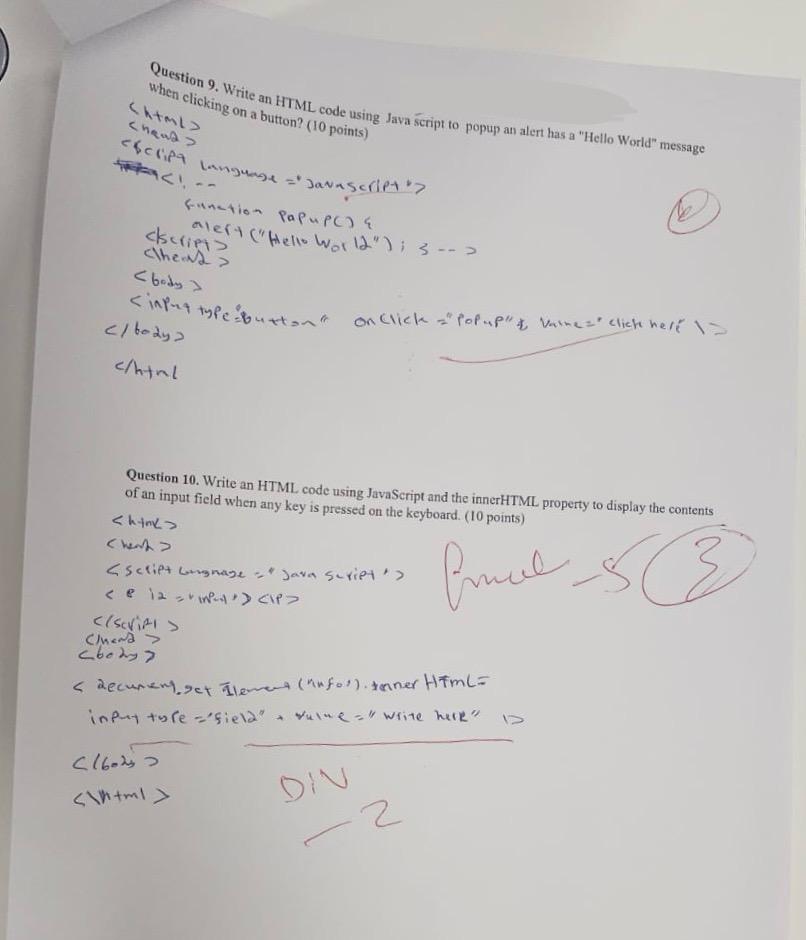 Question 9. Write an HTML code using Java script to popup an alert has a "Hello World" message
when clicking on a button? (10 points)
<html>
<head>
<script language="javascript">
<!--
function popup() {
alert("Hello World"); } -->
<script>
<\head>
<body>
<input type="button" onclick="popup" value="click here" \>
</body>
</html
Question 10. Write an HTML code using JavaScript and the innerHTML property to display the contents
of an input field when any key is pressed on the keyboard. (10 points)
<html>
<head>
<script language="java script">
< P id="input"> <\P>
<(script>
<\head>
<body>
< document.get Element ("info").innerHTML=
input type="field" + value="write here" \>
<(body>
<\html>
-5 3
DIV
-2